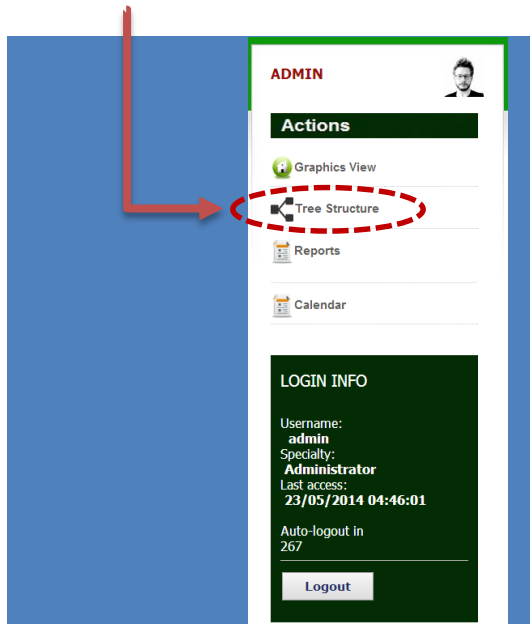 ADMIN
Actions
Graphics View
Tree Structure
Reports
Calendar
LOGIN INFO
Username:
admin
Specialty:
Administrator
Last access:
23/05/2014 04:46:01
Auto-logout in
267
Logout